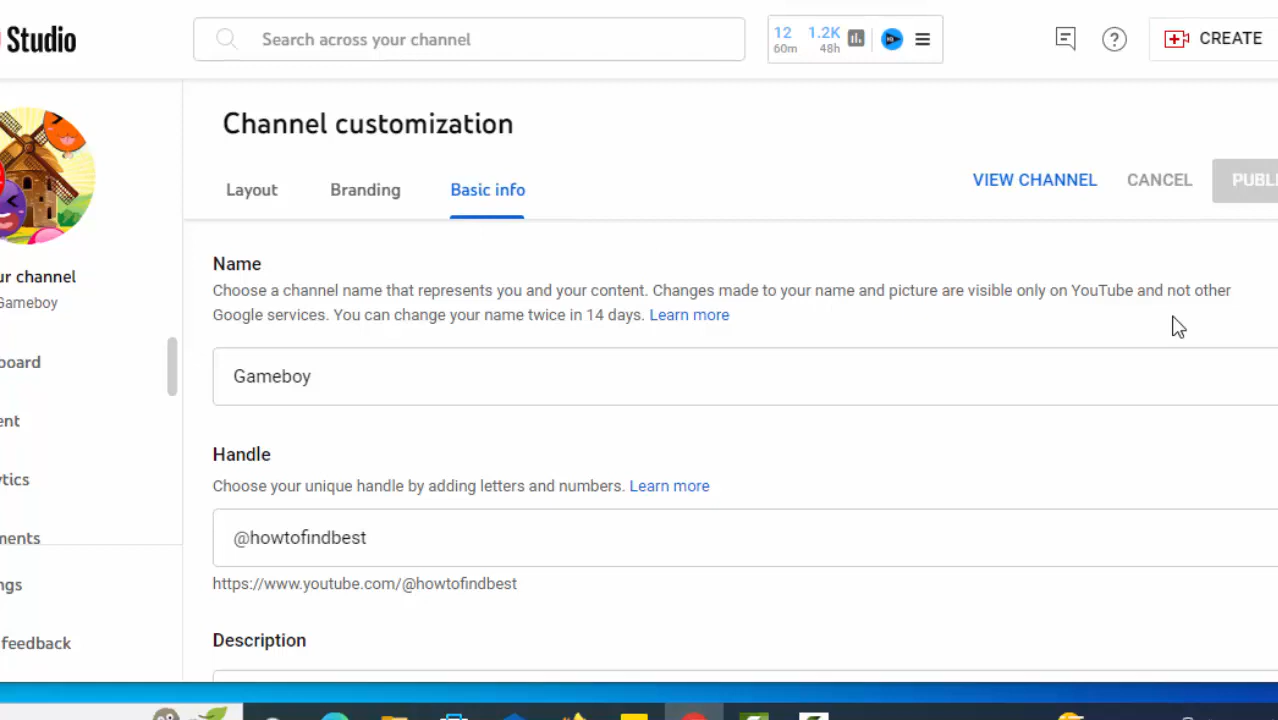 Studio
Search across your channel
12 1.2K
60m 48h
CREATE
Channel customization
Layout Branding Basic info
VIEW CHANNEL CANCEL PUBLI
ur channel
Gameboy
board
ent
ytics
ments
ngs
feedback
Name
Choose a channel name that represents you and your content. Changes made to your name and picture are visible only on YouTube and not other
Google services. You can change your name twice in 14 days. Learn more
Gameboy
Handle
Choose your unique handle by adding letters and numbers. Learn more
@howtofindbest
https://www.youtube.com/@howtofindbest
Description